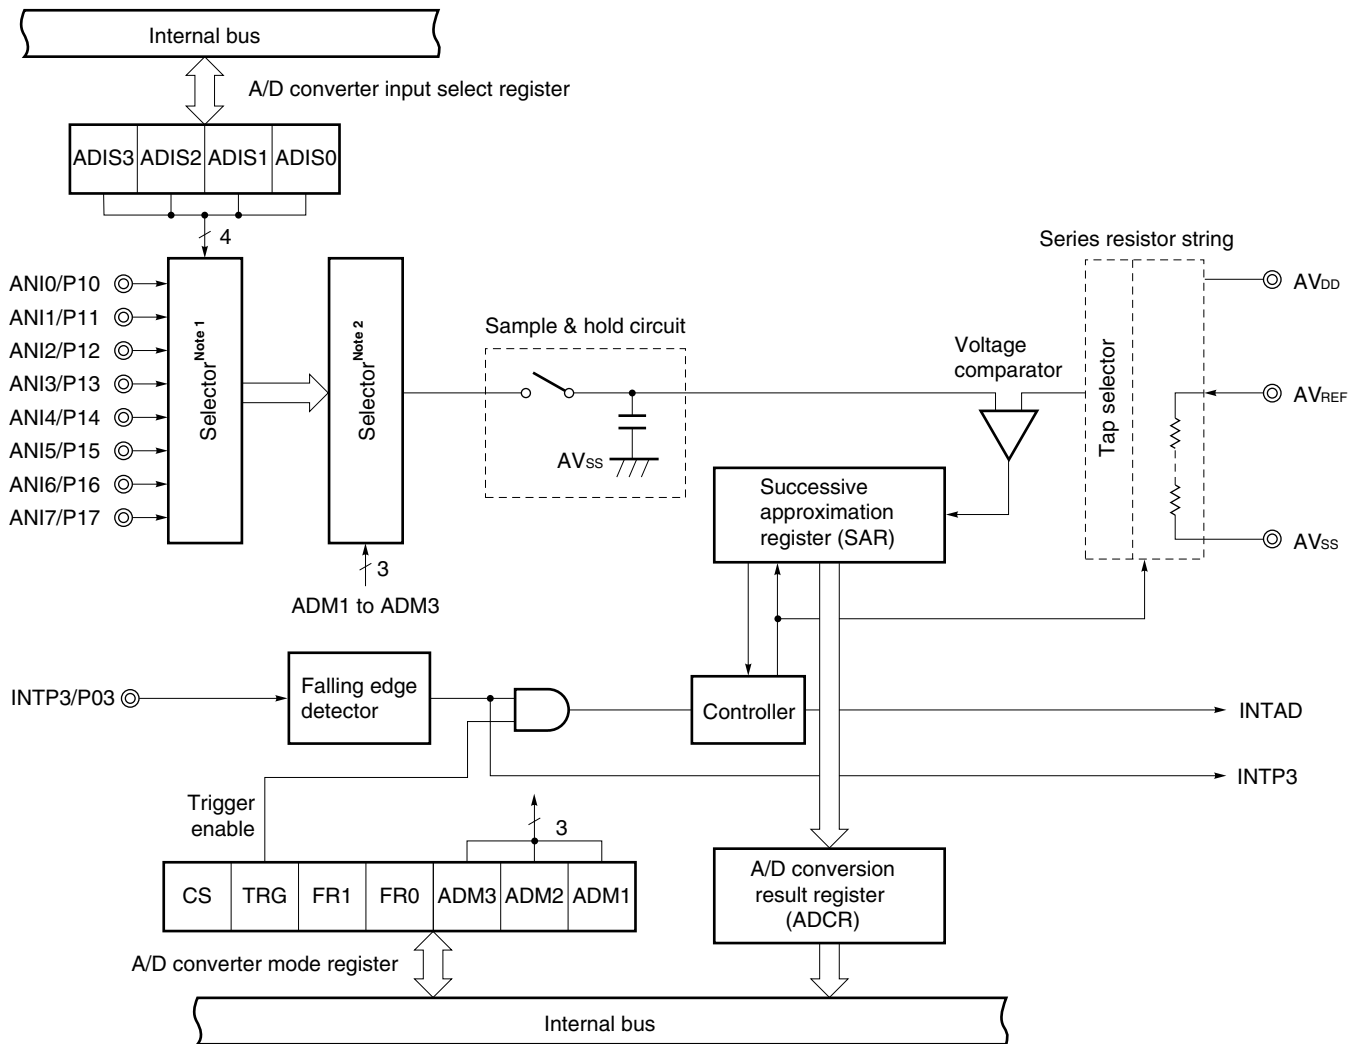 Internal bus
A/D converter input select register
ADIS3 ADIS2 ADIS1 ADIS0
4
Series resistor string
ANI0/P10
ANI1/P11
ANI2/P12
ANI3/P13
ANI4/P14
ANI5/P15
ANI6/P16
ANI7/P17
Selector Note 1
Selector Note 2
Sample & hold circuit
AVSS
Voltage
comparator
Tap selector
AVDD
AVREF
AVSS
Successive
approximation
register (SAR)
3
ADM1 to ADM3
INTP3/P03
Falling edge
detector
Controller
INTAD
INTP3
Trigger
enable
3
CS TRG FR1 FR0 ADM3 ADM2 ADM1
A/D conversion
result register
(ADCR)
A/D converter mode register
Internal bus